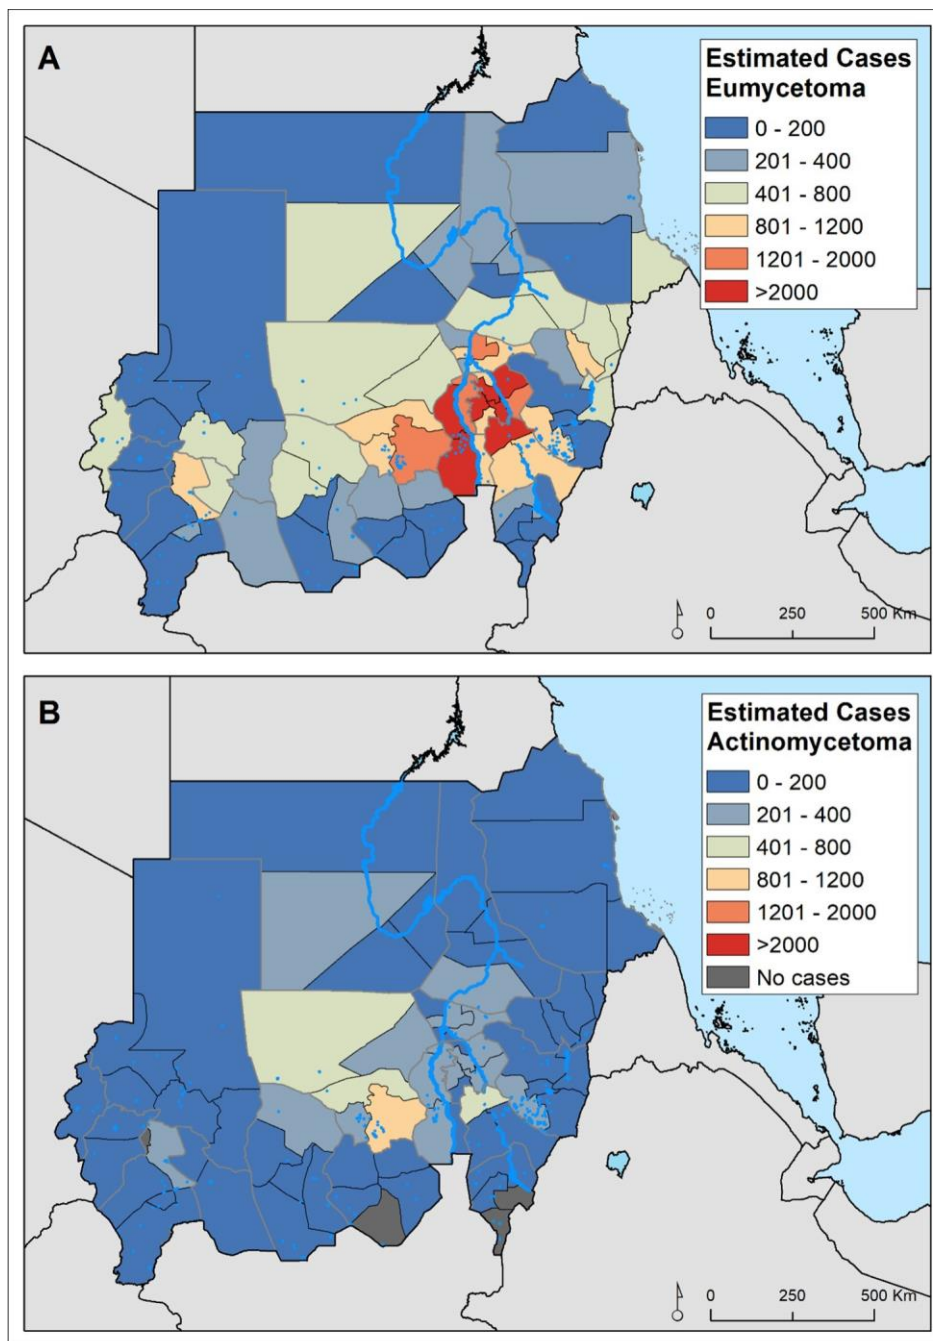 A
Estimated Cases
Eumycetoma
0 - 200
201 - 400
401 - 800
801 - 1200
1201 - 2000
>2000
0 250 500 Km
B
Estimated Cases
Actinomycetoma
0 - 200
201 - 400
401 - 800
801 - 1200
1201 - 2000
>2000
No cases
0 250 500 Km